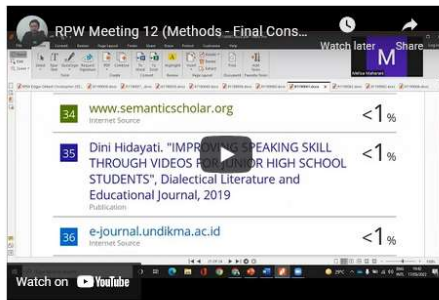 RPW Meeting 12 (Methods - Final Cons...
Watch later
Share
M
34
www.semanticscholar.org
Internet Source
<1%
35
Dini Hidayati. "IMPROVING SPEAKING SKILL
THROUGH VIDEOS FOR JUNIOR HIGH SCHOOL
STUDENTS", Dialectical Literature and
Educational Journal, 2019
Publication
<1%
36
e-journal.undikma.ac.id
Internet Source
<1%
Watch on YouTube
29°C